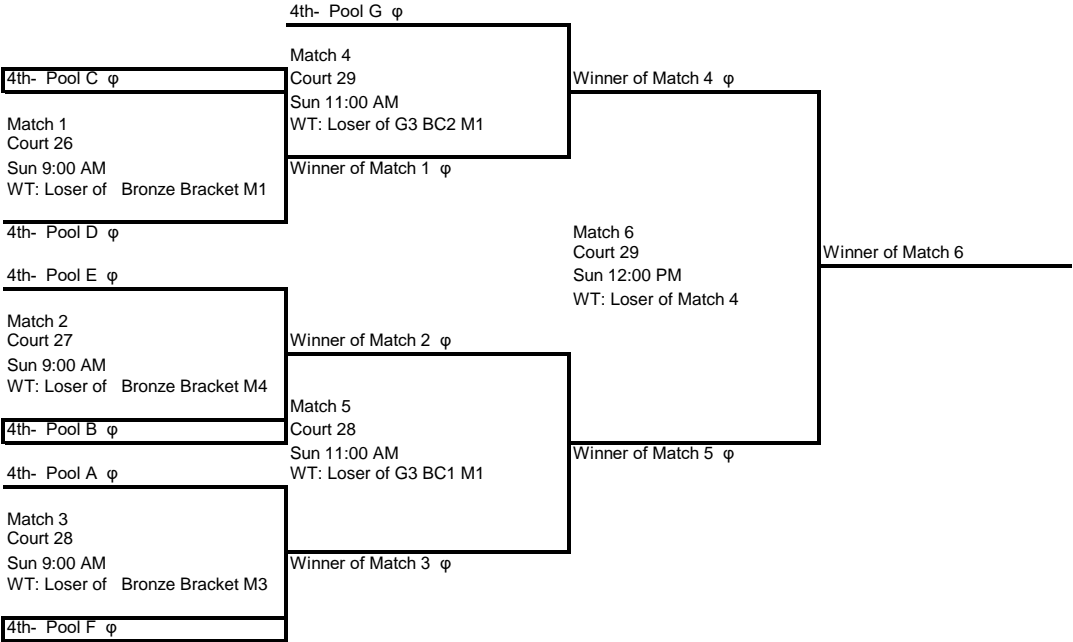 4th-  Pool G  φ
Match 4
Court 29
Sun 11:00 AM
WT: Loser of G3 BC2 M1
Winner of Match 1  φ
4th-  Pool C  φ
Match 1
Court 26
Sun 9:00 AM
WT: Loser of   Bronze Bracket M1
4th-  Pool D  φ
4th-  Pool E  φ
Match 2
Court 27
Sun 9:00 AM
WT: Loser of   Bronze Bracket M4
4th-  Pool B  φ
4th-  Pool A  φ
Match 3
Court 28
Sun 9:00 AM
WT: Loser of   Bronze Bracket M3
4th-  Pool F  φ
Winner of Match 2  φ
Match 5
Court 28
Sun 11:00 AM
WT: Loser of G3 BC1 M1
Winner of Match 3  φ
Winner of Match 4  φ
Match 6
Court 29
Sun 12:00 PM
WT: Loser of Match 4
Winner of Match 5  φ
Winner of Match 6